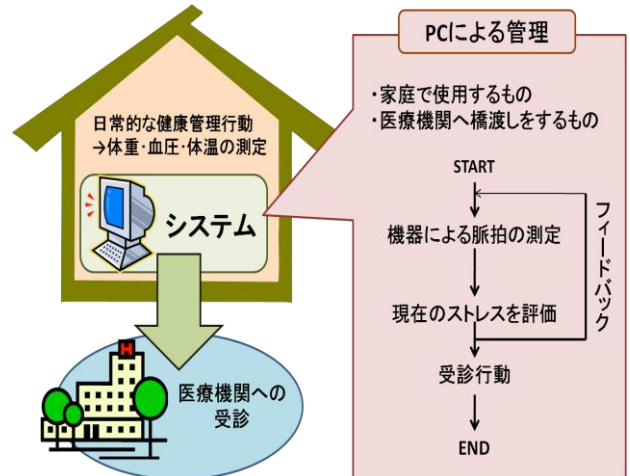 日常的な健康管理行動
→体重・血圧・体温の測定
システム
H
医療機関への
受診
PCによる管理
・家庭で使用するもの
・医療機関へ橋渡しをするもの
START
機器による脈拍の測定
現在のストレスを評価
フィードバック
受診行動
END